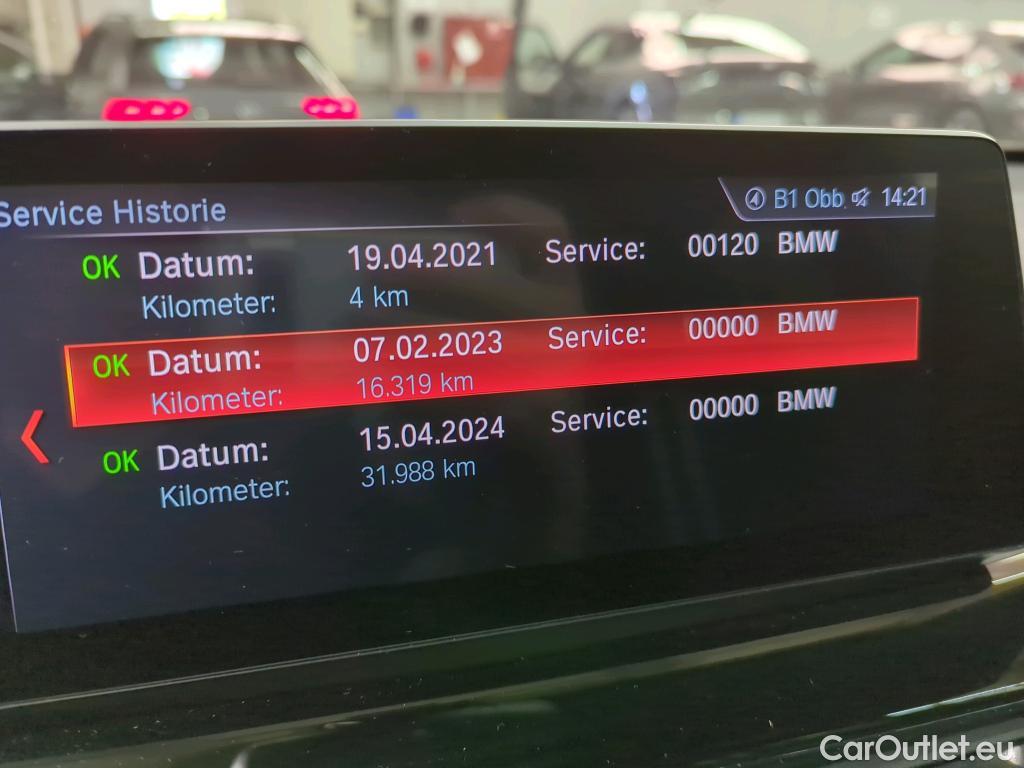 Service Historie
B1 Obb. 14:21
OK Datum: 19.04.2021 Service: 00120 BMW
Kilometer: 4 km
OK Datum: 07.02.2023 Service: 00000 BMW
Kilometer: 16.319 km
OK Datum: 15.04.2024 Service: 00000 BMW
Kilometer: 31.988 km
CarOutlet.eu